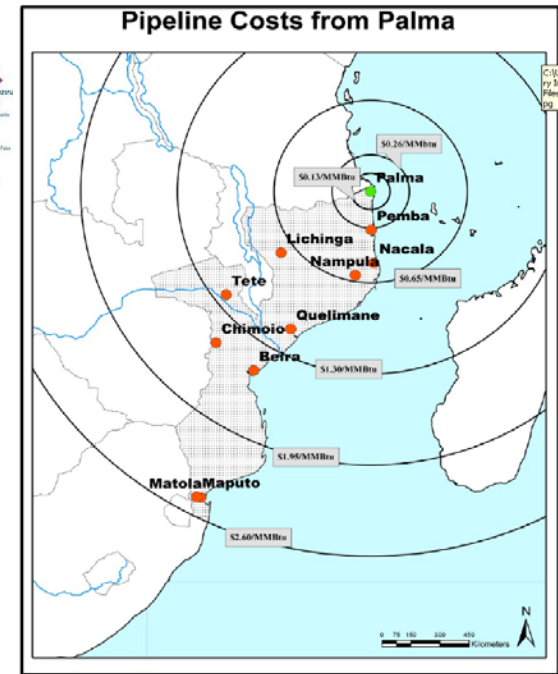 Pipeline Costs from Palma
$0.26/MMbtu
$0.13/MMBtu
Palma
Pemba
Lichinga
Nacala
Nampula
$0.65/MMBtu
Tete
Quelimane
Chimoio
$1.30/MMBtu
Beira
$1.95/MMBtu
MatolaMaputo
$2.60/MMBtu
N
Kilometers